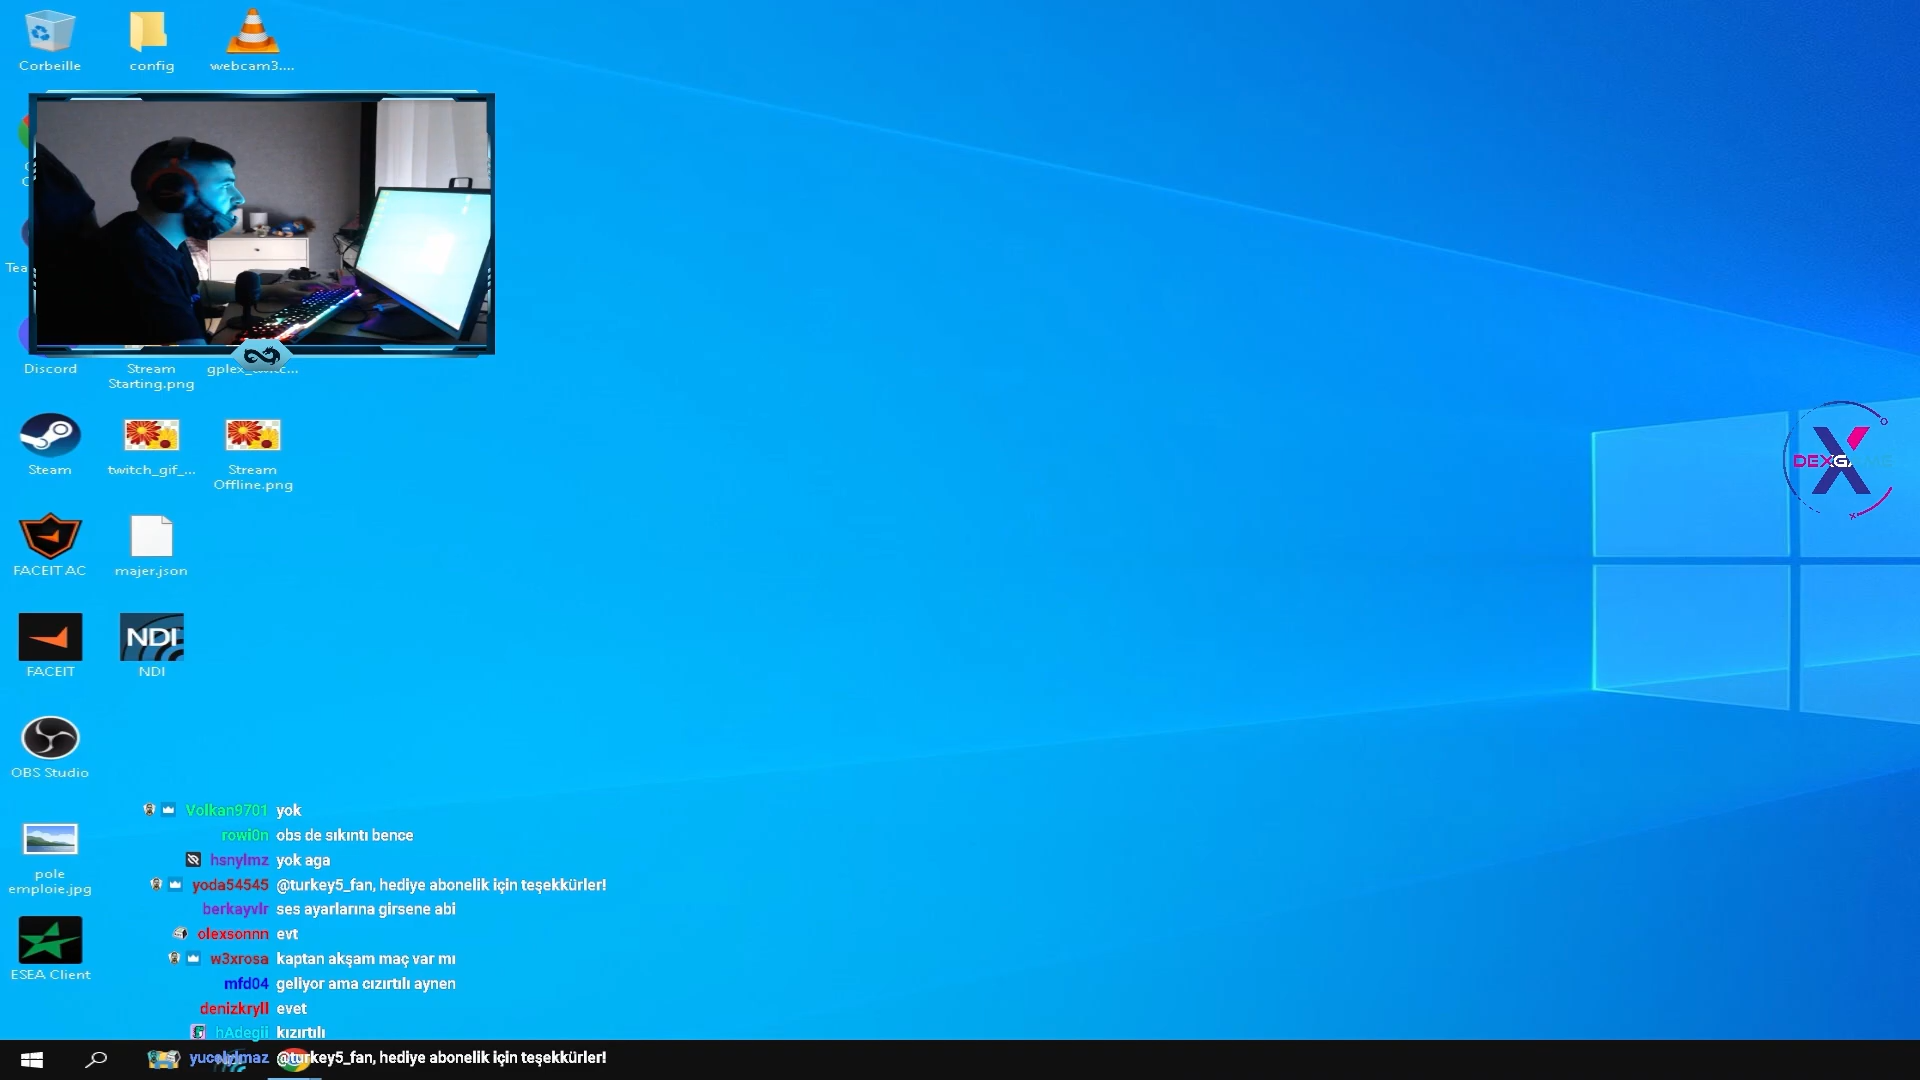 Corbeille
config
webcam3....
Tea
Discord
Stream
Starting.png
Steam
twitch_gif_...
Stream
Offline.png
FACEIT AC
majer.json
FACEIT
NDI
NDI
OBS Studio
pole
emploie.jpg
ESEA Client
DEXG
Volkan9701 yok
rowi0n obs de sıkıntı bence
hsnylmz yok aga
yoda54545 @turkey5_fan, hediye abonelik için teşekkürler!
berkayvlr ses ayarlarına girsene abi
olexsonnn evt
w3xrosa kaptan akşam maç var mı
mfd04 geliyor ama cızırtılı aynen
denizkryll evet
hAdegii kızırtılı
@turkey5_fan, hediye abonelik için teşekkürler!